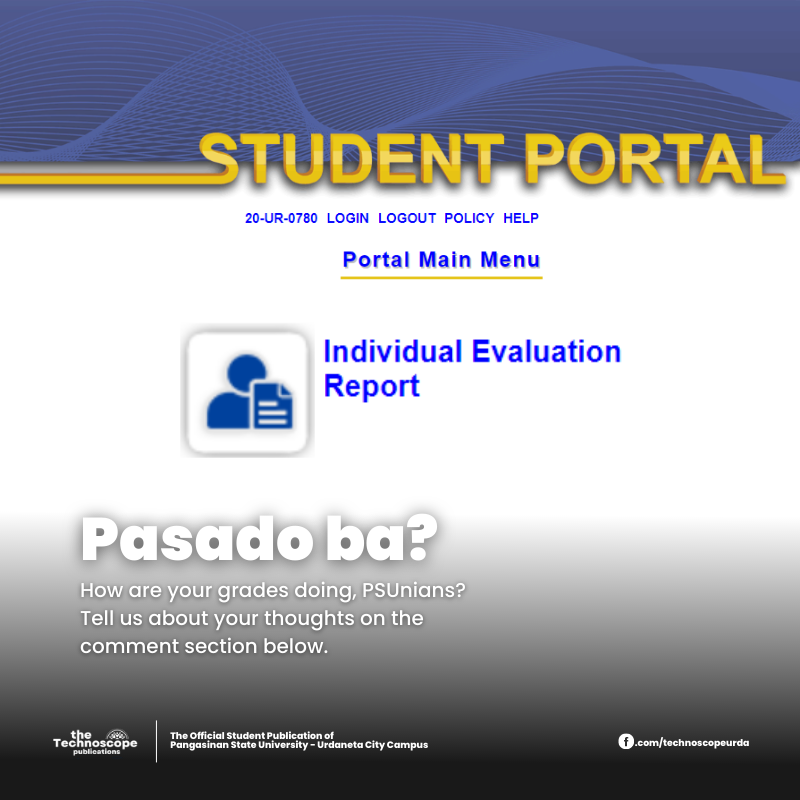 STUDENT PORTAL
20-UR-0780 LOGIN LOGOUT POLICY HELP
Portal Main Menu
Individual Evaluation
Report
Pasado ba?
How are your grades doing, PSUnians?
Tell us about your thoughts on the
comment section below.
the
Technoscope
publications
The Official Student Publication of
Pangasinan State University - Urdaneta City Campus
f.com/technoscopeurda